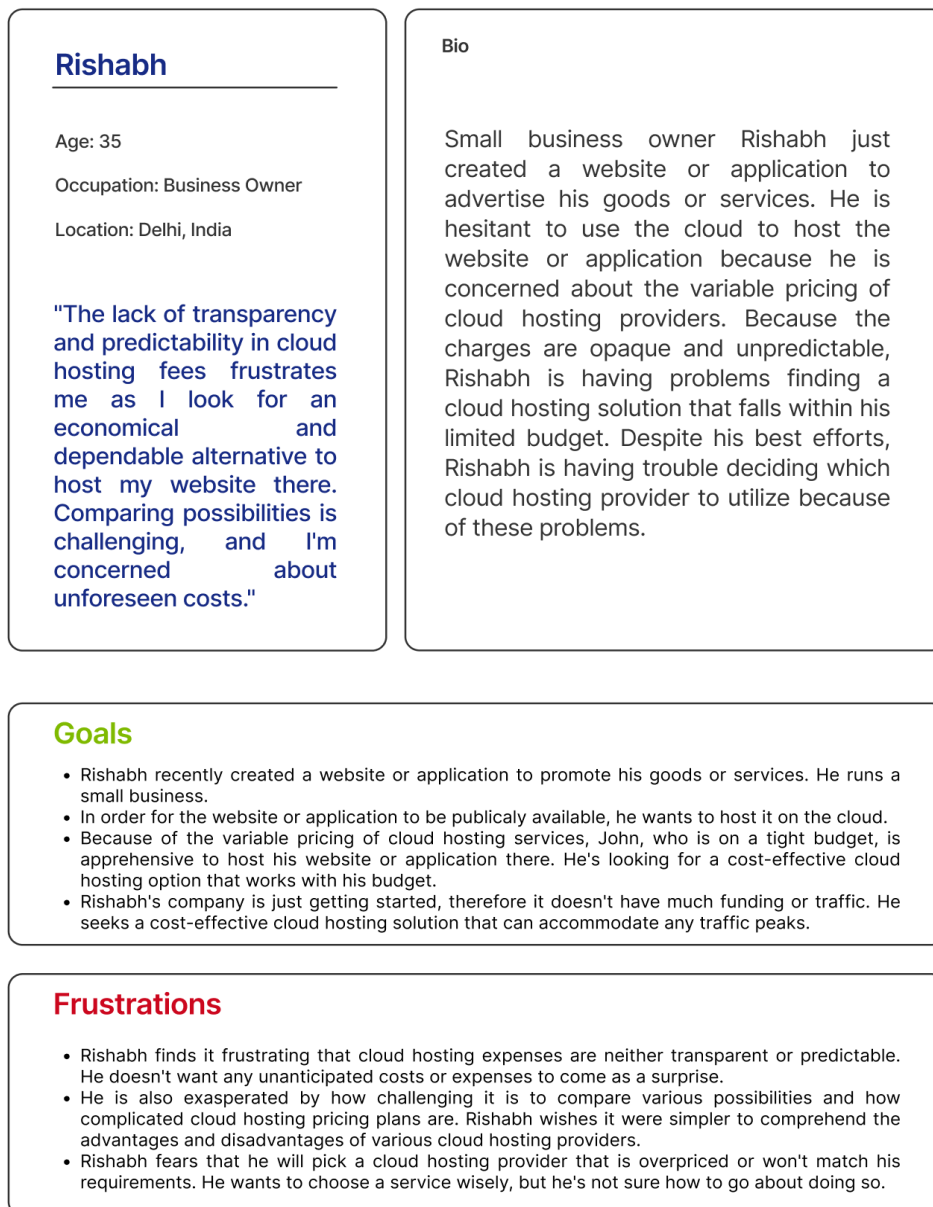 Rishabh
Age: 35
Occupation: Business Owner
Location: Delhi, India
"The lack of transparency
and predictability in cloud
hosting fees frustrates
me as I look for an
economical and
dependable alternative to
host my website there.
Comparing possibilities is
challenging, and I'm
concerned about
unforeseen costs."
Bio
Small business owner Rishabh just
created a website or application to
advertise his goods or services. He is
hesitant to use the cloud to host the
website or application because he is
concerned about the variable pricing of
cloud hosting providers. Because the
charges are opaque and unpredictable,
Rishabh is having problems finding a
cloud hosting solution that falls within his
limited budget. Despite his best efforts,
Rishabh is having trouble deciding which
cloud hosting provider to utilize because
of these problems.
Goals
• Rishabh recently created a website or application to promote his goods or services. He runs a
small business.
• In order for the website or application to be publicaly available, he wants to host it on the cloud.
• Because of the variable pricing of cloud hosting services, John, who is on a tight budget, is
apprehensive to host his website or application there. He's looking for a cost-effective cloud
hosting option that works with his budget.
• Rishabh's company is just getting started, therefore it doesn't have much funding or traffic. He
seeks a cost-effective cloud hosting solution that can accommodate any traffic peaks.
Frustrations
• Rishabh finds it frustrating that cloud hosting expenses are neither transparent or predictable.
He doesn't want any unanticipated costs or expenses to come as a surprise.
• He is also exasperated by how challenging it is to compare various possibilities and how
complicated cloud hosting pricing plans are. Rishabh wishes it were simpler to comprehend the
advantages and disadvantages of various cloud hosting providers.
• Rishabh fears that he will pick a cloud hosting provider that is overpriced or won't match his
requirements. He wants to choose a service wisely, but he's not sure how to go about doing so.